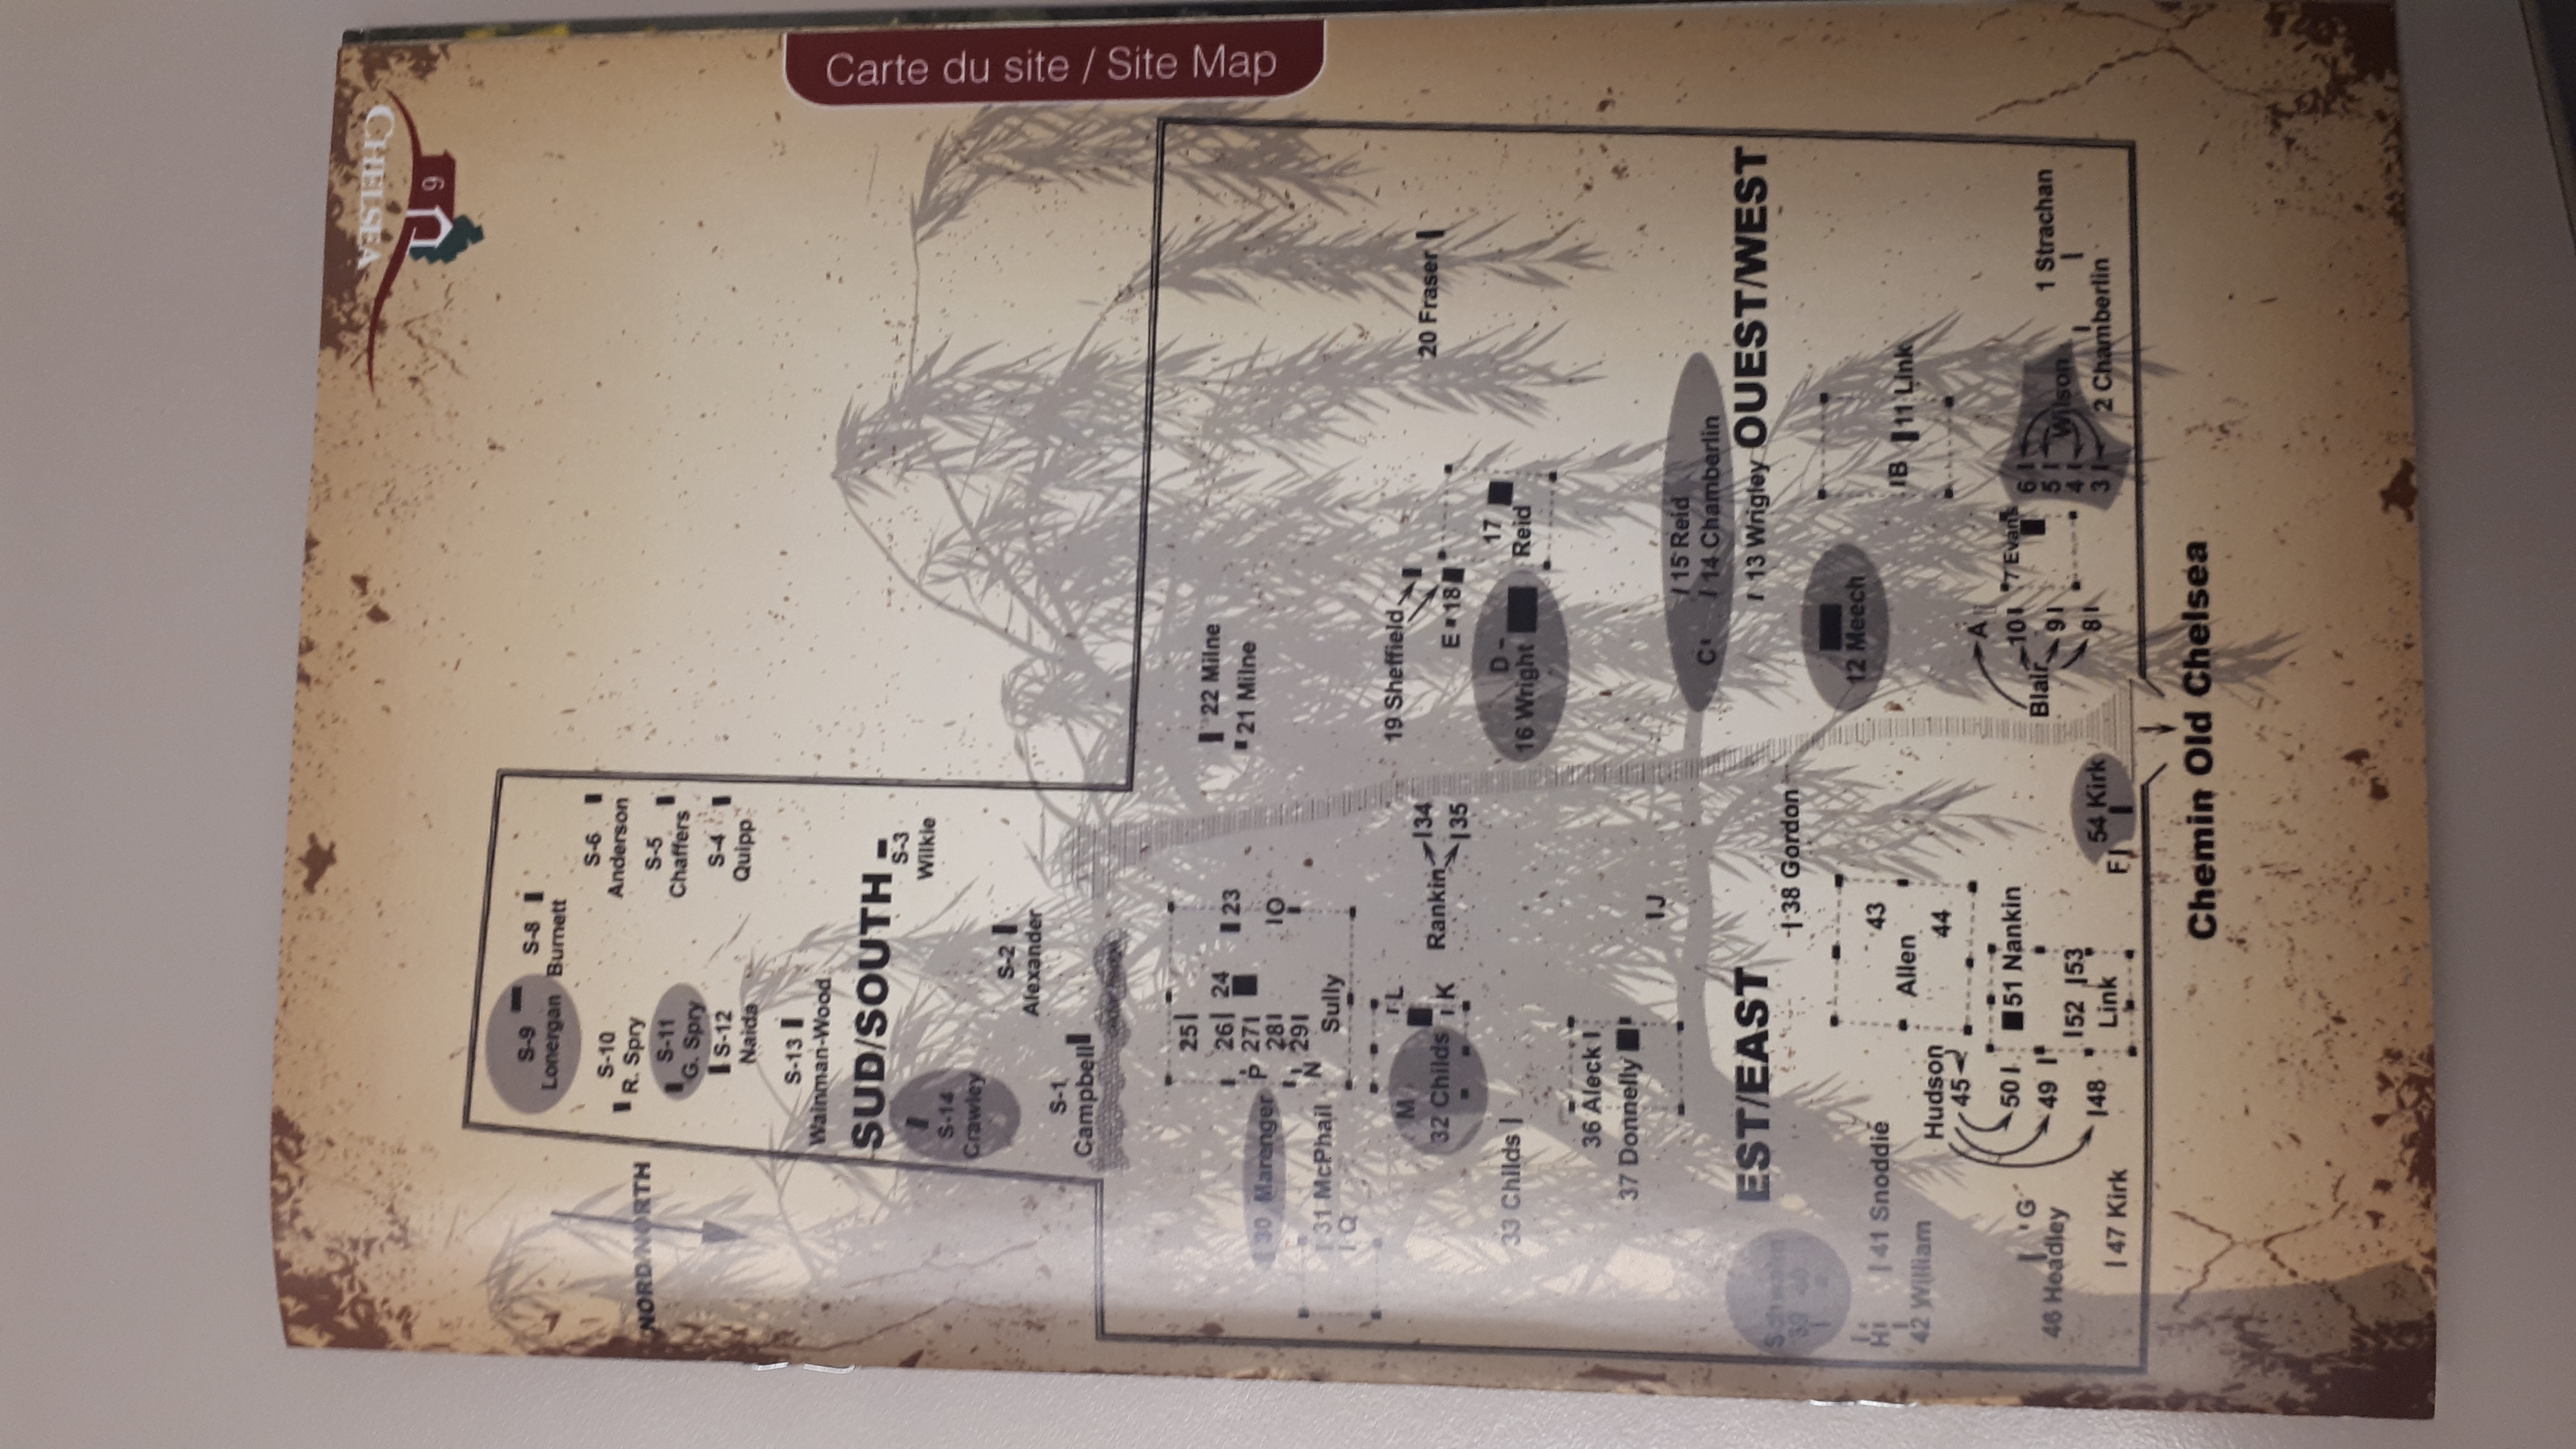 CHELSEA
9
Carte du site / Site Map
NORD/NORTH
S-9
Lonergan
S-8
Burnett
S-6
Anderson
S-10
R. Spry
S-5
Chaffers
S-11
G. Spry
S-4
Quipp
S-12
Naida
S-13
Wainman-Wood
SUD/SOUTH
S-3
Wilkie
S-14
Crawley
S-2
Alexander
S-1
Campbell
25
26 24
23
P 27
28
O
N 29
Sully
22 Milne
21 Milne
30 Marenger
31 McPhail
Q
L
M
32 Childs
K
Rankin
34
35
19 Sheffield
E 18
20 Fraser
D
16 Wright
17
Reid
33 Childs
36 Aleck
37 Donnelly
J
15 Reid
C
14 Chamberlin
13 Wrigley
EST/EAST
OUEST/WEST
39 40
38 Gordon
12 Meech
H
41 Snoddie
42 William
43
Allen
44
B
11 Link
Hudson
45
50
49
48
51 Nankin
52 53
Link
A
Blair
10
9
8
7 Evans
6
5
4
3
Wilson
1 Strachan
2 Chamberlin
G
46 Headley
47 Kirk
F
54 Kirk
Chemin Old Chelsea